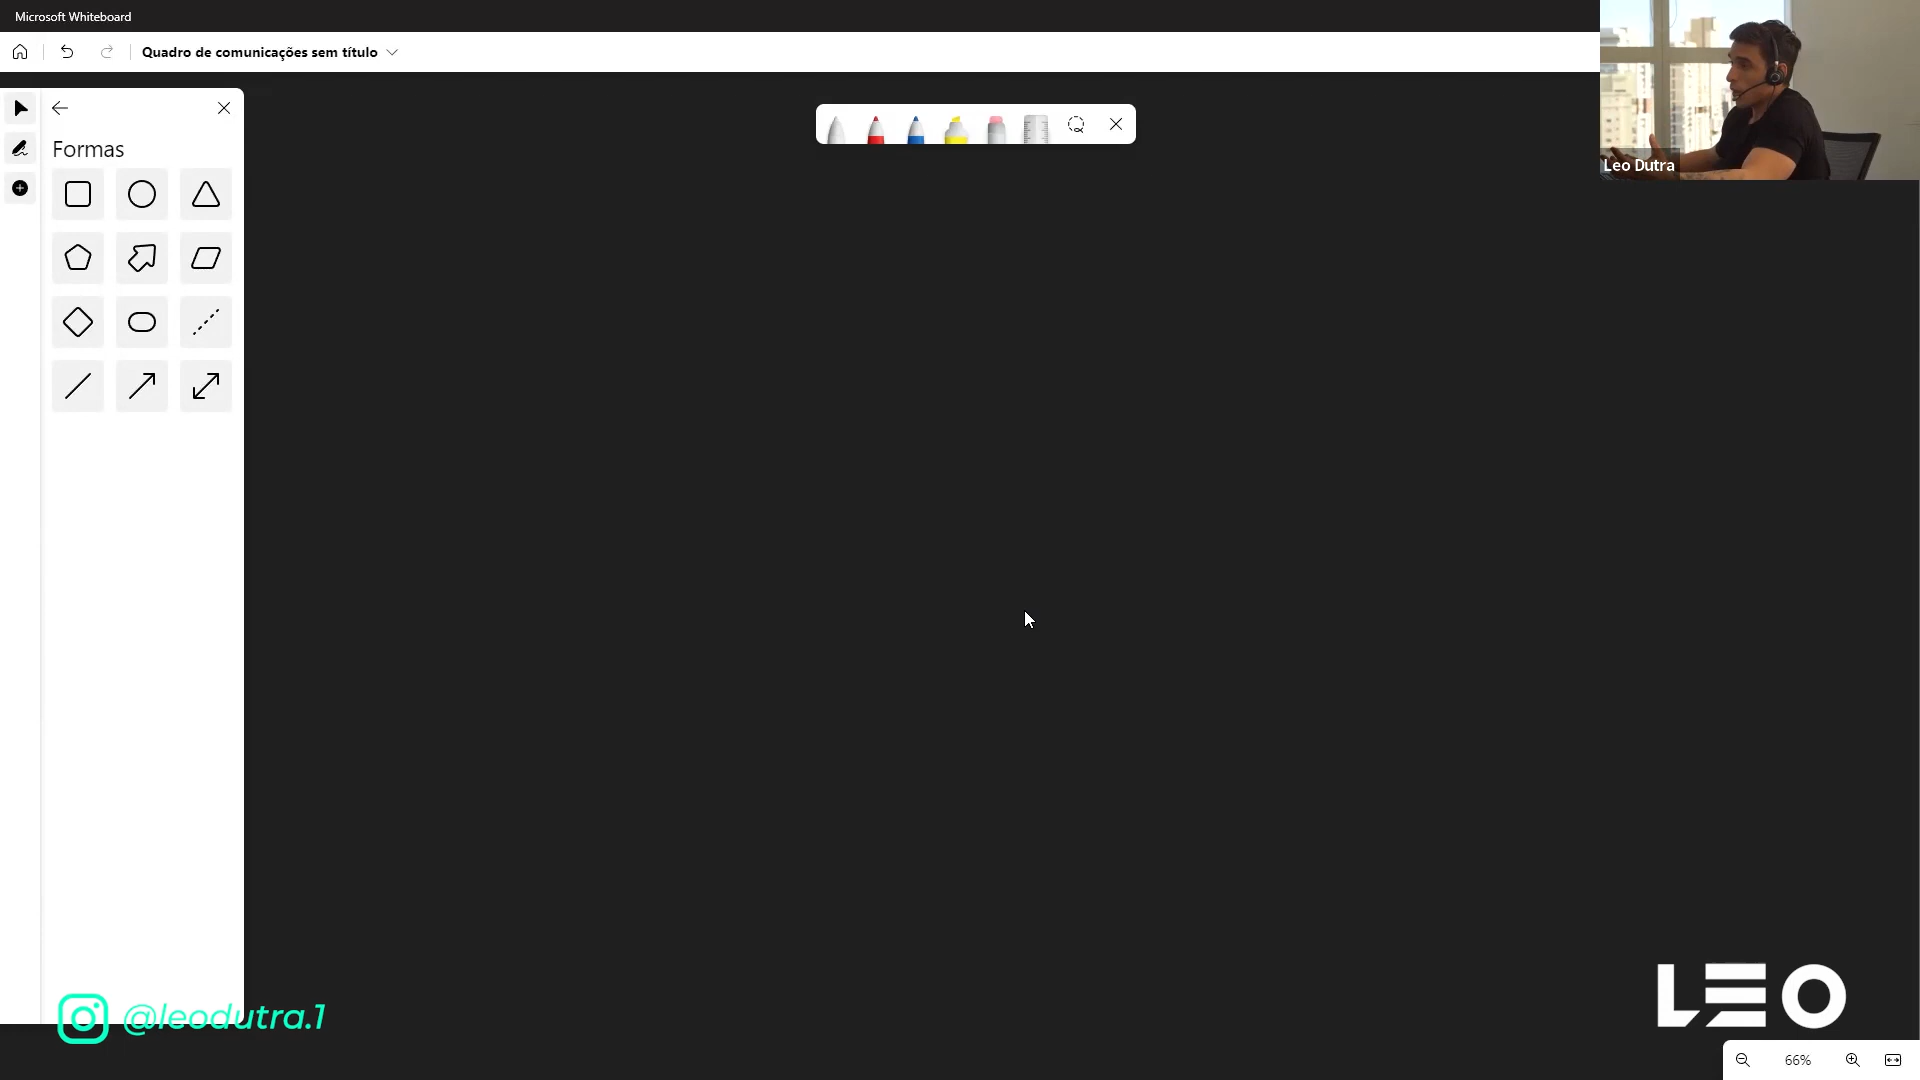 Microsoft Whiteboard
Quadro de comunicações sem título
Formas
Leo Dutra
@leodutra.1
LEO
66%